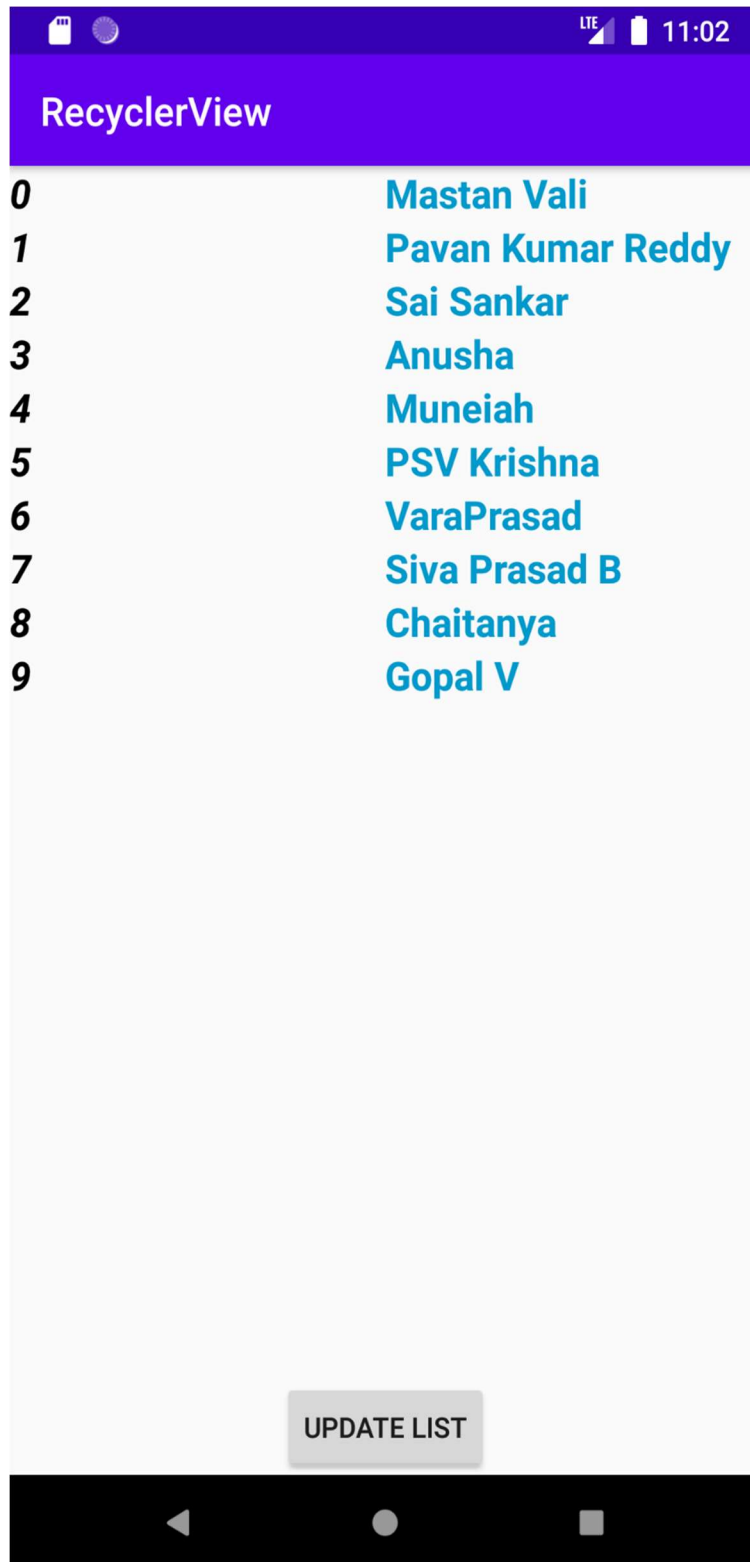 LTE 11:02
RecyclerView
0 Mastan Vali
1 Pavan Kumar Reddy
2 Sai Sankar
3 Anusha
4 Muneiah
5 PSV Krishna
6 VaraPrasad
7 Siva Prasad B
8 Chaitanya
9 Gopal V
UPDATE LIST